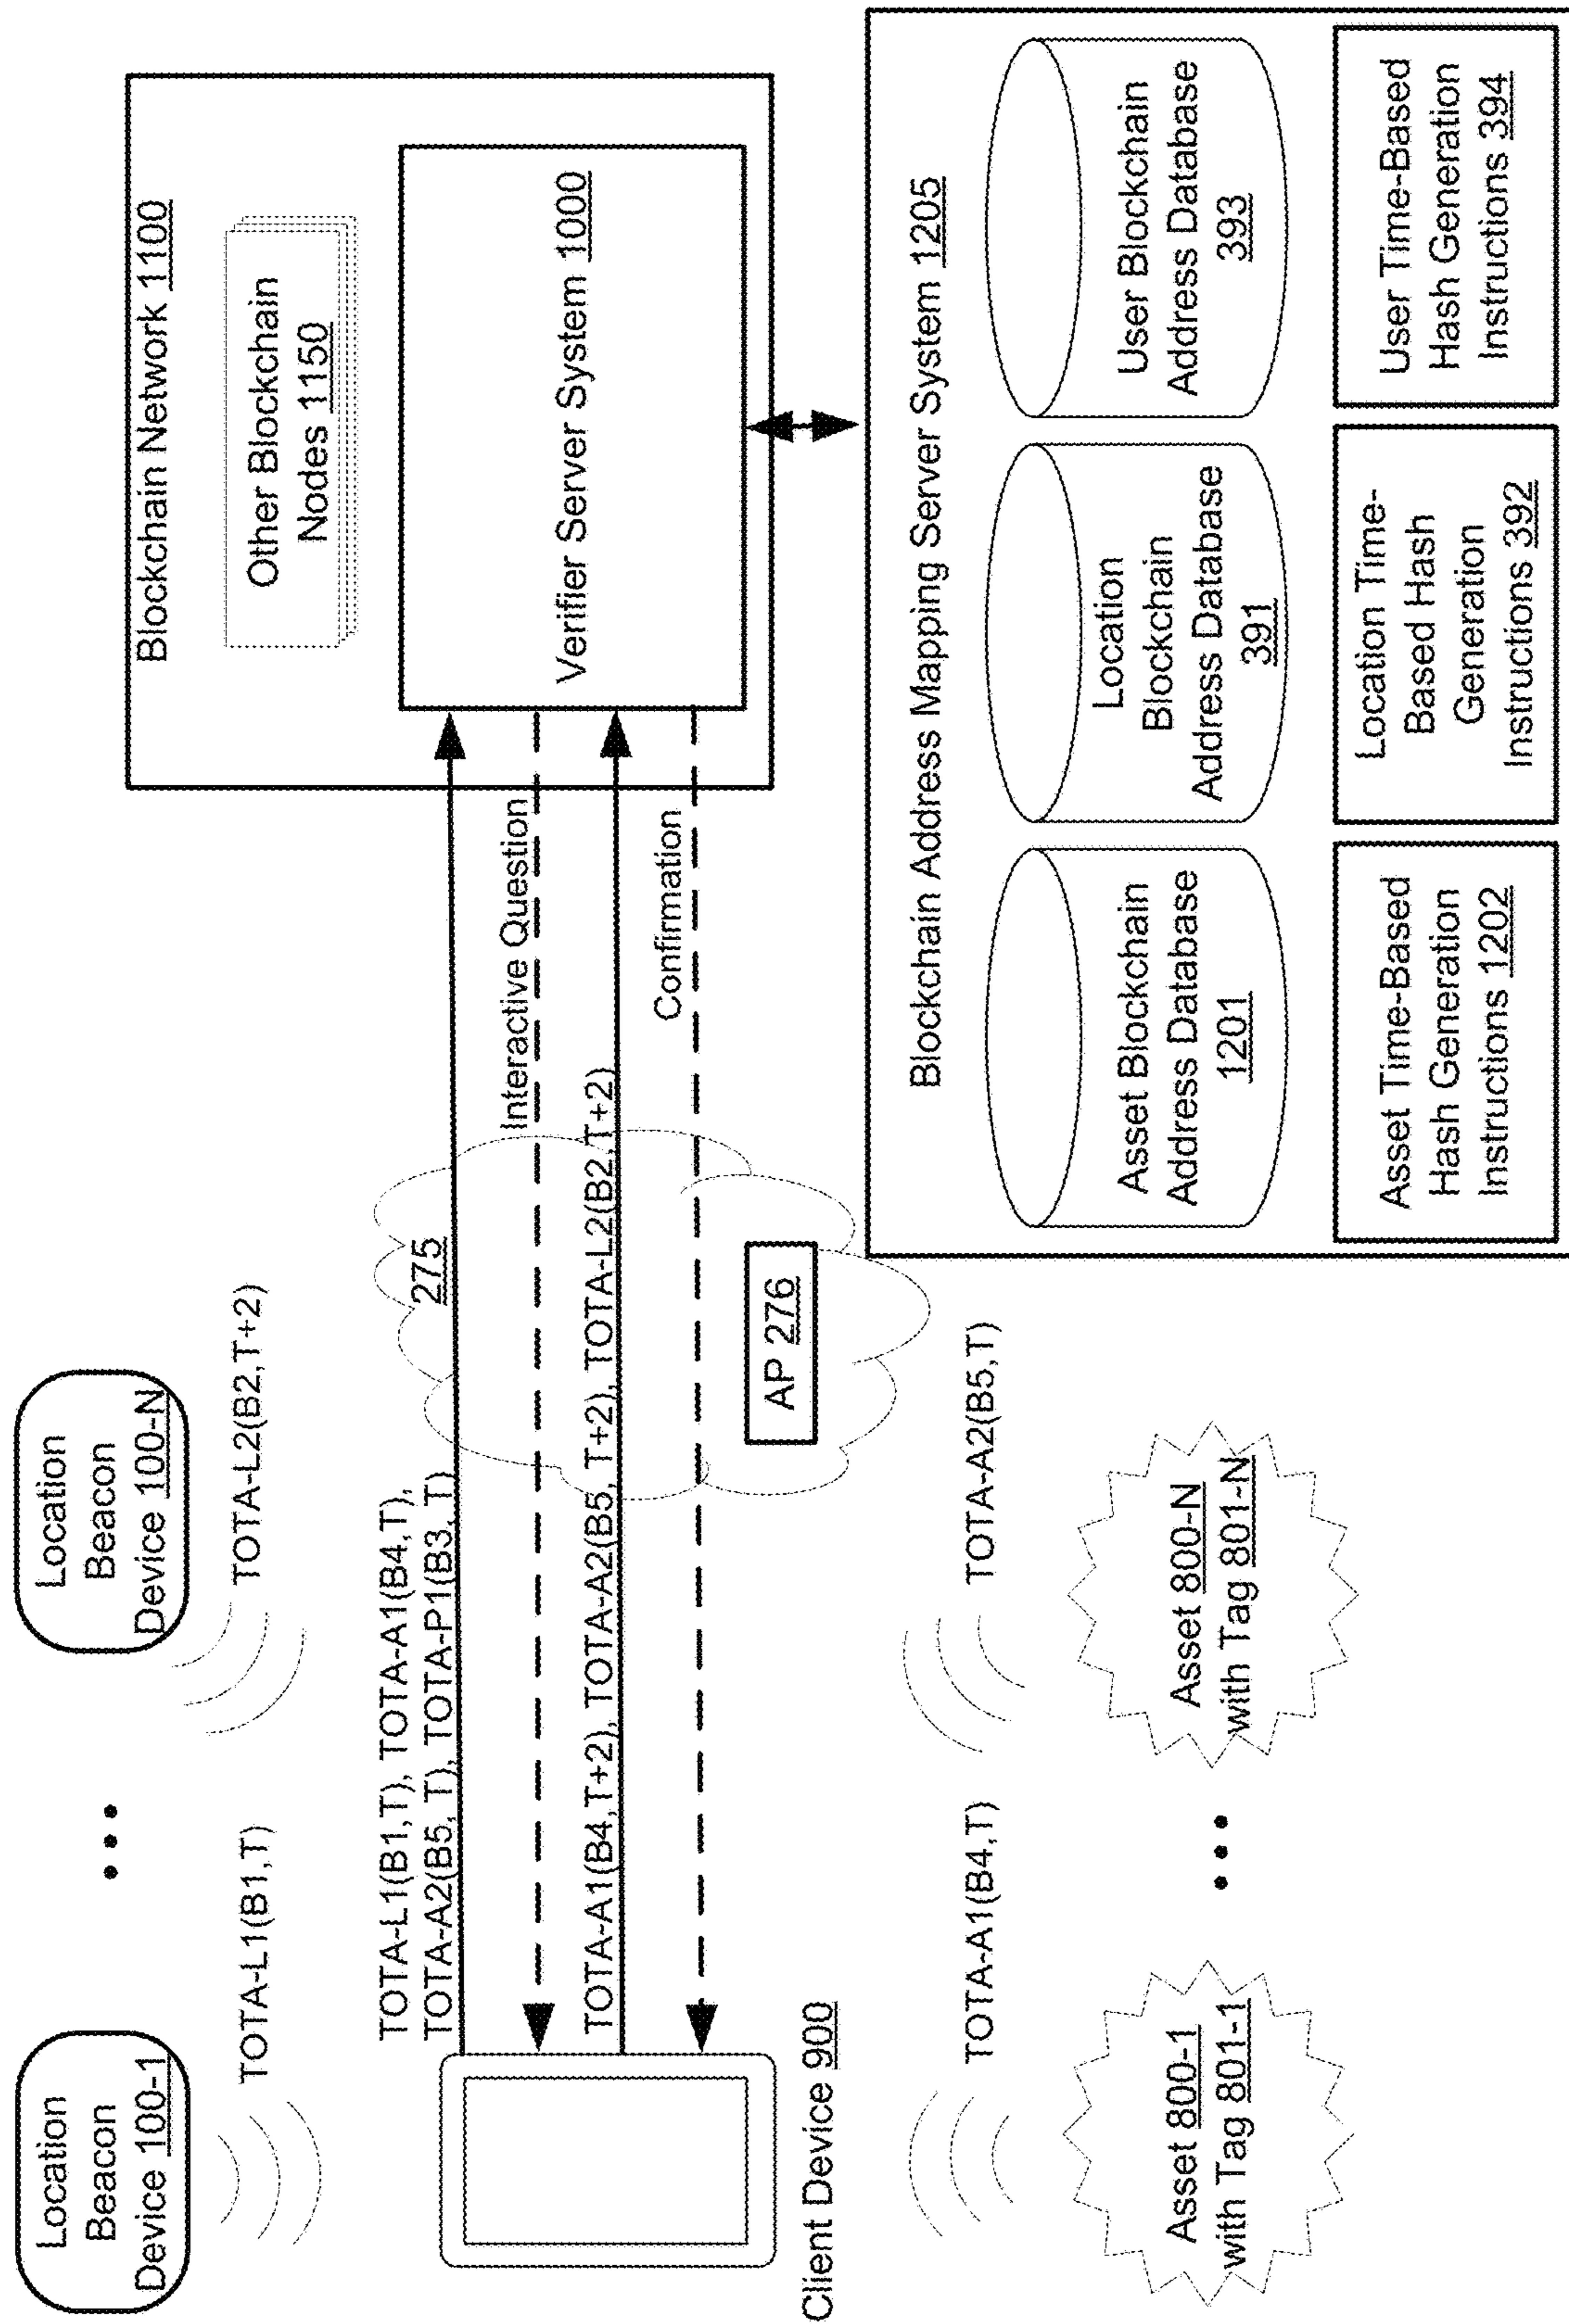 Location
Beacon
Device 100-1
Location
Beacon
Device 100-N
TOTA-L1(B1,T)
TOTA-L2(B2,T+2)
TOTA-L1(B1,T), TOTA-A1(B4,T),
TOTA-A2(B5, T), TOTA-P1(B3, T)
275
Interactive Question
TOTA-A1(B4,T+2), TOTA-A2(B5, T+2), TOTA-L2(B2,T+2)
Confirmation
AP 276
Client Device 900
TOTA-A1(B4,T)
TOTA-A2(B5,T)
Asset 800-1
with Tag 801-1
Asset 800-N
with Tag 801-N
Blockchain Network 1100
Other Blockchain
Nodes 1150
Verifier Server System 1000
Blockchain Address Mapping Server System 1205
Asset Blockchain
Address Database
1201
Location
Blockchain
Address Database
391
User Blockchain
Address Database
393
Asset Time-Based
Hash Generation
Instructions 1202
Location Time-
Based Hash
Generation
Instructions 392
User Time-Based
Hash Generation
Instructions 394